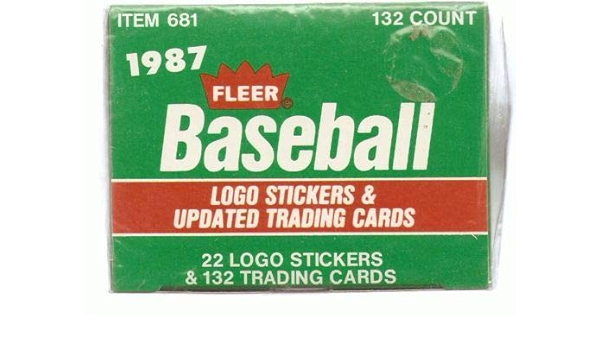 ITEM 681 132 COUNT
1987
FLEER
Baseball
LOGO STICKERS &
UPDATED TRADING CARDS
22 LOGO STICKERS
& 132 TRADING CARDS